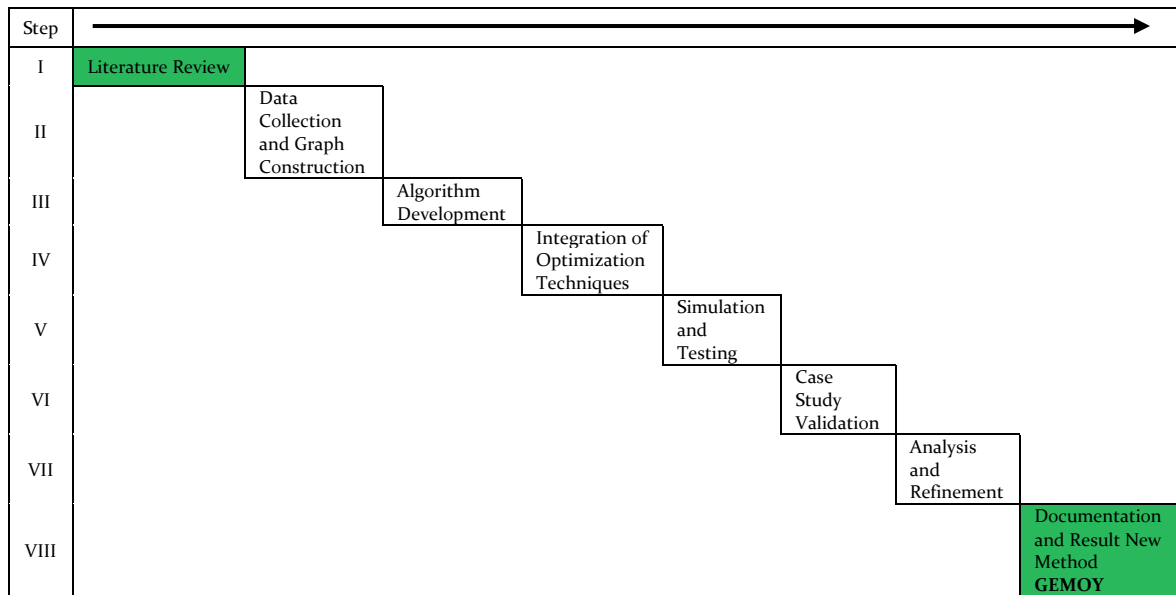 Step
I
Literature Review
II
Data
Collection
and Graph
Construction
III
Algorithm
Development
IV
Integration of
Optimization
Techniques
V
Simulation
and
Testing
VI
Case
Study
Validation
VII
Analysis
and
Refinement
VIII
Documentation
and Result New
Method
GEMOY